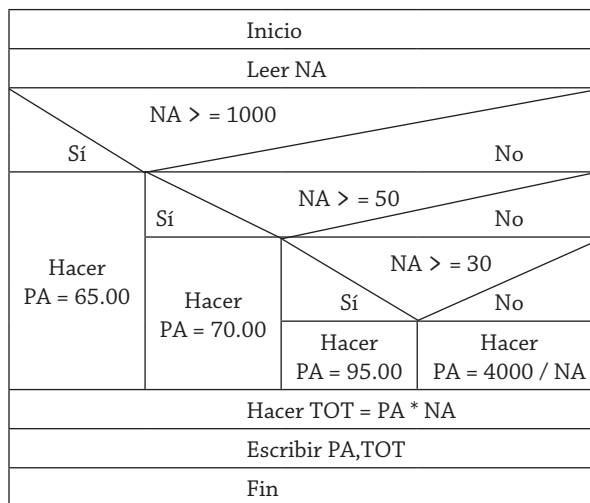 Inicio
Leer NA
NA > = 1000
Sí
No
NA > = 50
Sí
No
NA > = 30
Sí
No
Hacer
PA = 65.00
Hacer
PA = 70.00
Hacer
PA = 95.00
Hacer
PA = 4000 / NA
Hacer TOT = PA * NA
Escribir PA,TOT
Fin